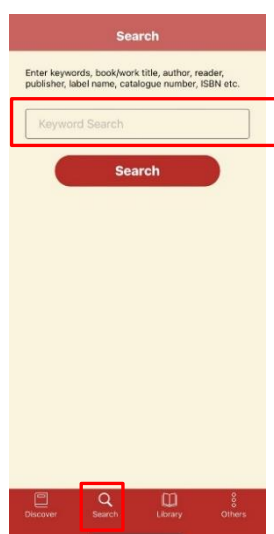 Search
Enter keywords, book/work title, author, reader,
publisher, label name, catalogue number, ISBN etc.
Keyword Search
Search
Discover Search Library Others